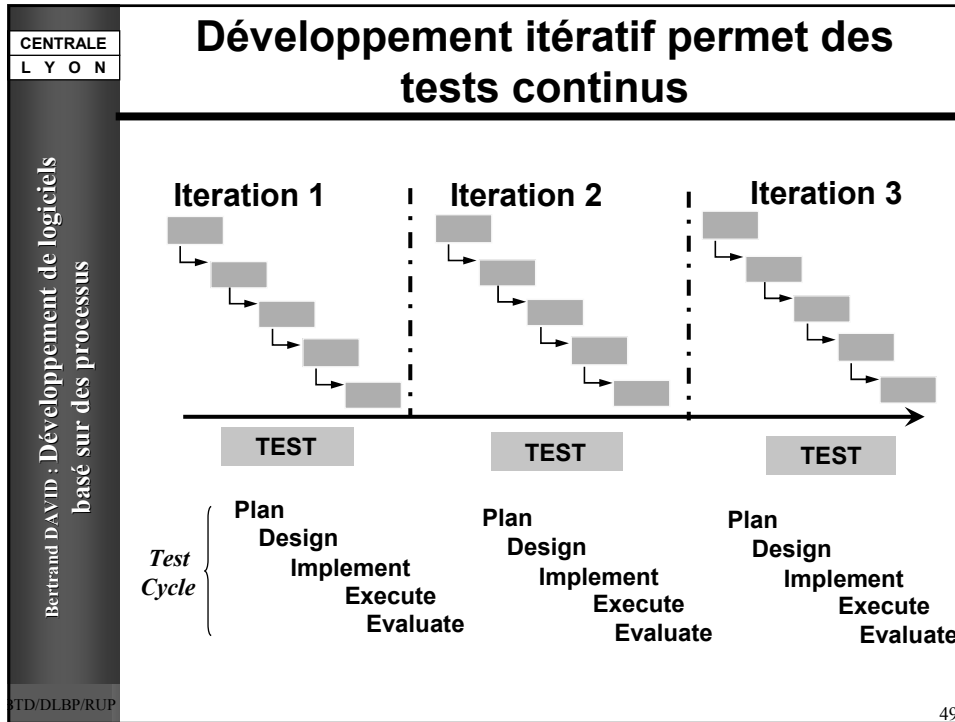 CENTRALE
L Y O N
Développement itératif permet des
tests continus
Bertrand DAVID : Développement de logiciels
basé sur des processus
Iteration 1
Iteration 2
Iteration 3
TEST
TEST
TEST
Test
Cycle
Plan
Design
Implement
Execute
Evaluate
Plan
Design
Implement
Execute
Evaluate
Plan
Design
Implement
Execute
Evaluate
TD/DLBP/RUP
49